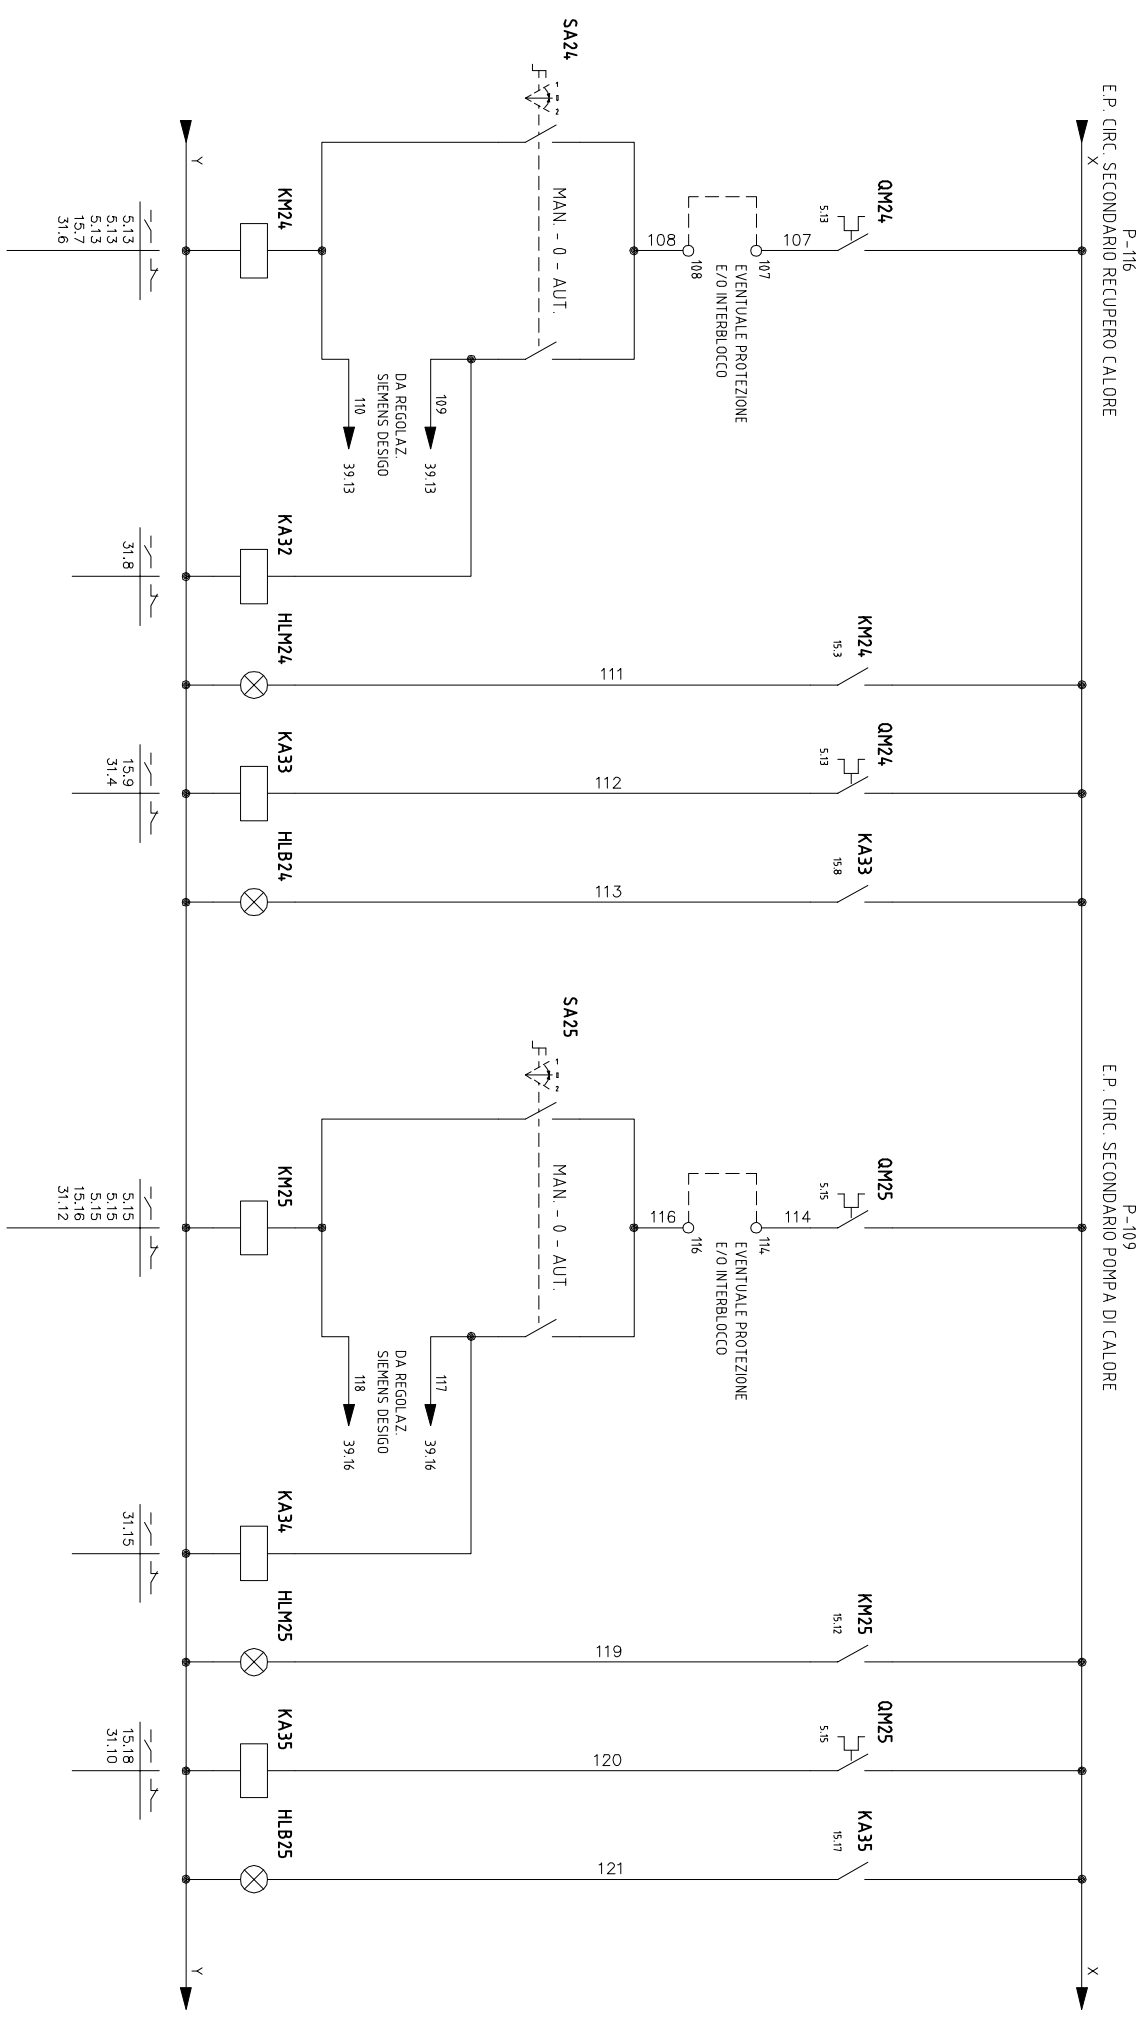 P-116
E.P. CIRC. SECONDARIO RECUPERO CALORE
P-109
E.P. CIRC. SECONDARIO POMPA DI CALORE
X
X
QM24
5.13
107
107
EVENTUALE PROTEZIONE
E/O INTERBLOCCO
108
108
SA24
1
0
2
MAN. - 0 - AUT.
109
39.13
DA REGOLAZ.
SIEMENS DESIGO
110
39.13
KM24
Y
5.13
5.13
5.13
15.7
31.6
KA32
31.8
KM24
15.3
111
HLM24
QM24
5.13
112
KA33
15.9
31.4
KA33
15.8
113
HLB24
QM25
5.15
114
114
EVENTUALE PROTEZIONE
E/O INTERBLOCCO
116
116
SA25
1
0
2
MAN. - 0 - AUT.
117
39.16
DA REGOLAZ.
SIEMENS DESIGO
118
39.16
KM25
5.15
5.15
5.15
15.16
31.12
KA34
31.15
KM25
15.12
119
HLM25
QM25
5.15
120
KA35
15.18
31.10
KA35
15.17
121
HLB25
Y